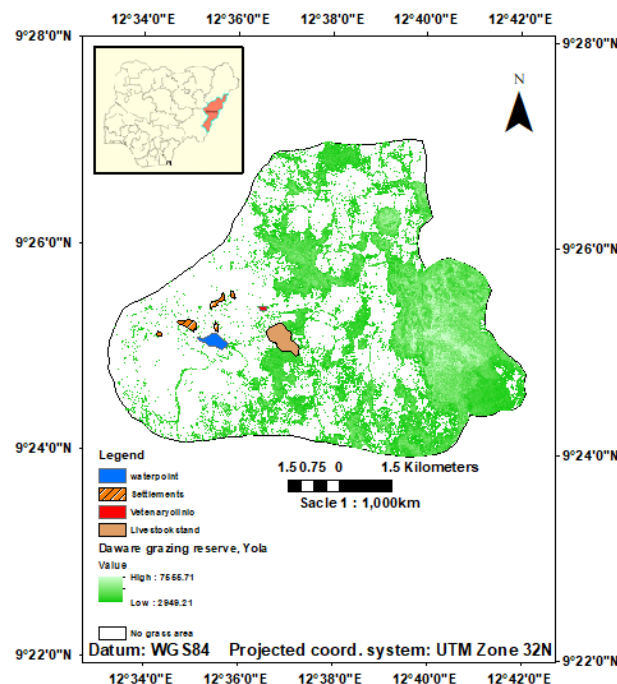 12°34'0"E 12°36'0"E 12°38'0"E 12°40'0"E 12°42'0"E
9°28'0"N 9°28'0"N
N
9°26'0"N 9°26'0"N
9°24'0"N 9°24'0"N
Legend
waterpoint
Settlements
Vetenaryclinic
Livestockstand
Daware grazing reserve, Yola
Value
High : 7555.71
Low : 2949.21
No grass area
1.5 0.75 0 1.5 Kilometers
Sacle 1 : 1,000km
9°22'0"N 9°22'0"N
Datum: WGS84 Projected coord. system: UTM Zone 32N
12°34'0"E 12°36'0"E 12°38'0"E 12°40'0"E 12°42'0"E